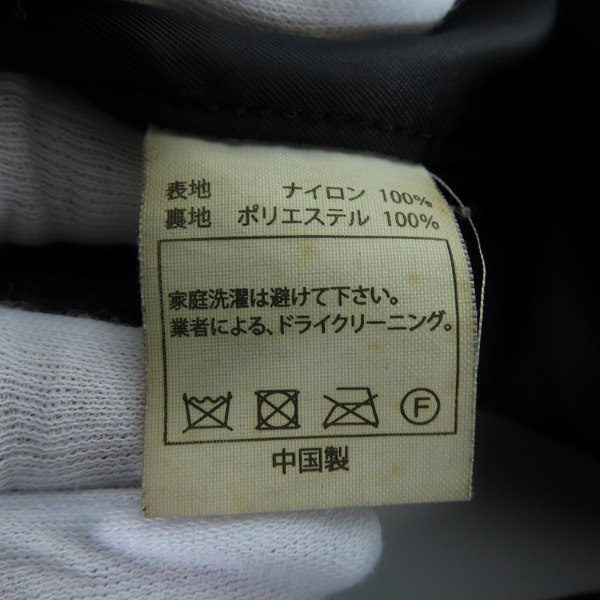 表地 ナイロン 100%
裏地 ポリエステル 100%
家庭洗濯は避けて下さい。
業者による、ドライクリーニング。
F
中国製